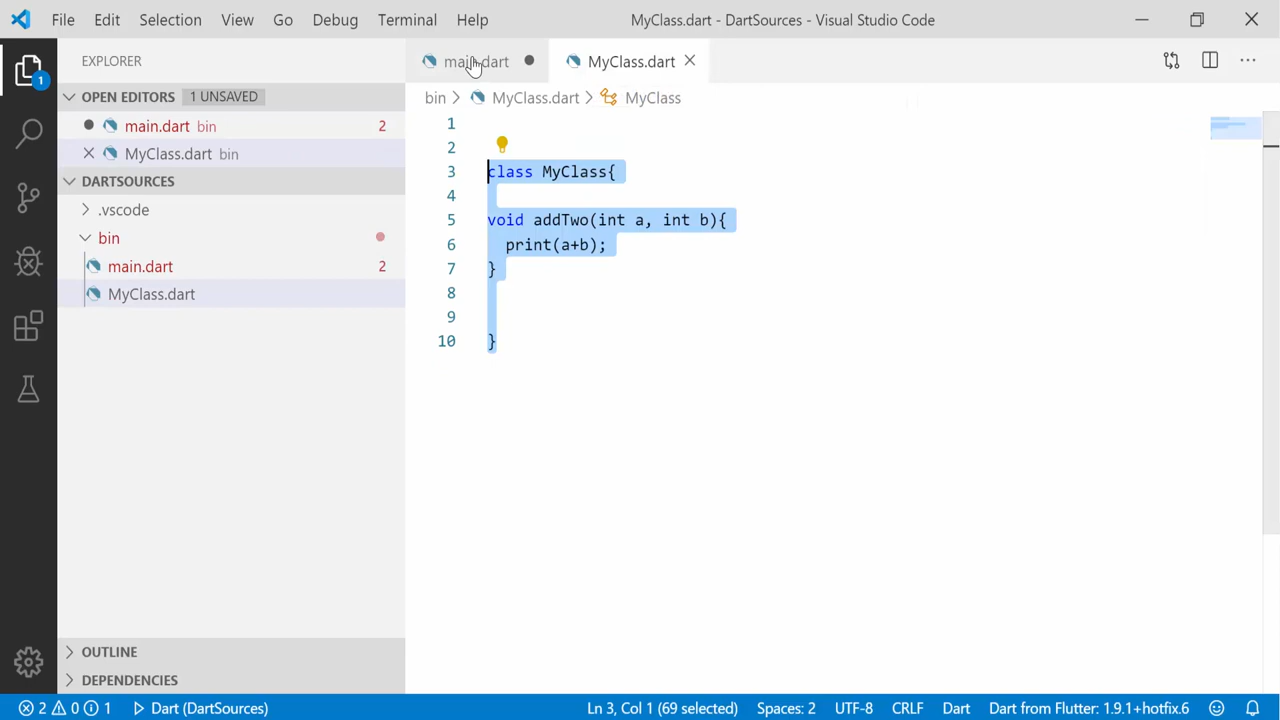 File Edit Selection View Go Debug Terminal Help MyClass.dart - DartSources - Visual Studio Code
EXPLORER
main.dart MyClass.dart
OPEN EDITORS 1 UNSAVED
bin MyClass.dart MyClass
main.dart bin 2
MyClass.dart bin
DARTSOURCES
.vscode
bin
main.dart 2
MyClass.dart
1
1
2
3 class MyClass{
4
5 void addTwo(int a, int b){
6 print(a+b);
7 }
8
9
10 }
OUTLINE
DEPENDENCIES
2 0 1 Dart (DartSources) Ln 3, Col 1 (69 selected) Spaces: 2 UTF-8 CRLF Dart Dart from Flutter: 1.9.1+hotfix.6